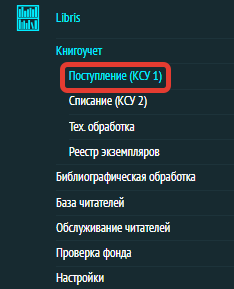 Libris
Книгоучет
Поступление (КСУ 1)
Списание (КСУ 2)
Тех. обработка
Реестр экземпляров
Библиографическая обработка
База читателей
Обслуживание читателей
Проверка фонда
Настройки